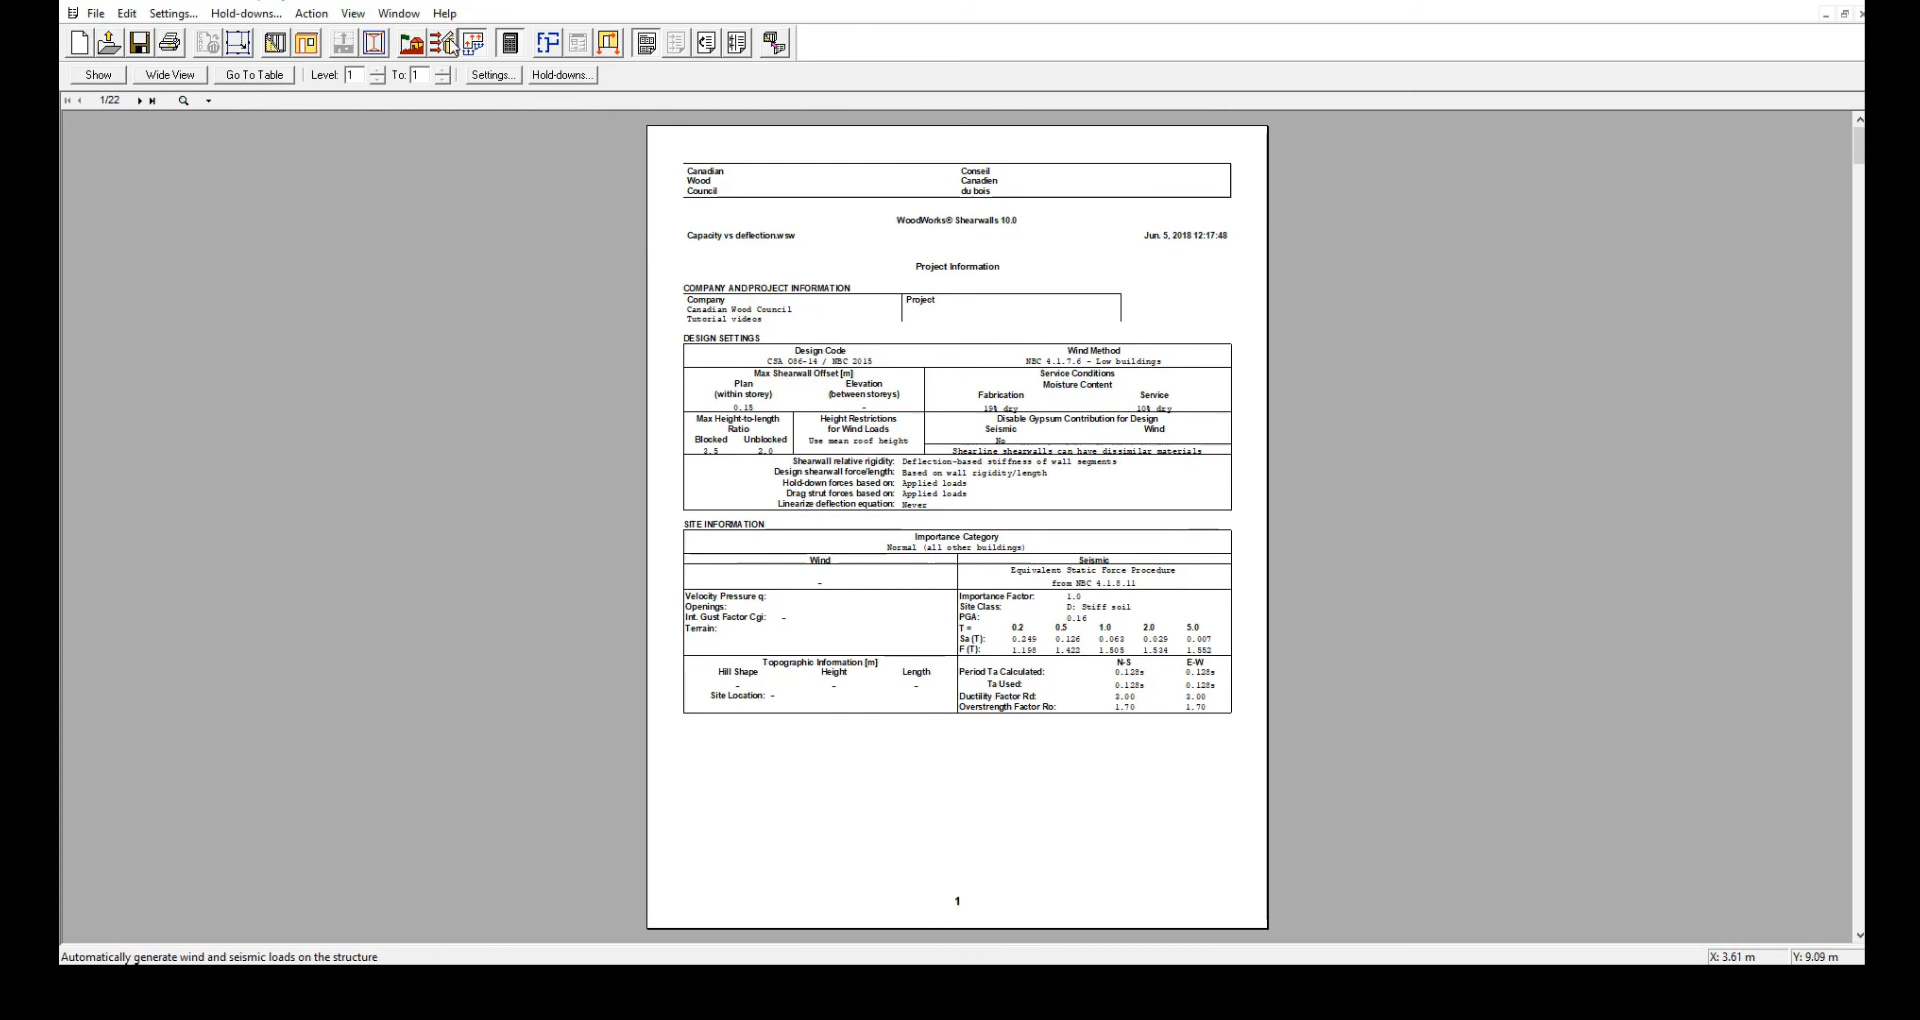 File Edit Settings... Hold-downs... Action View Window Help
Show Wide View Go To Table Level: 1 To: 1 Settings... Hold-downs...
1/22
Canadian Conseil
Wood Canadien
Council du bois
WoodWorks® Shearwalls 10.0
Capacity vs deflection.wsw Jun. 5, 2018 12:17:48
Project Information
COMPANY AND PROJECT INFORMATION
Company Project
Canadian Wood Council
Tutorial videos
DESIGN SETTINGS
Design Code Wind Method
CSA O86-14 / NBC 2015 NBC 4.1.7.6 - Low buildings
Max Shearwall Offset [m] Service Conditions
Plan Elevation Moisture Content
(within storey) (between storeys) Fabrication Service
0.15 - 19% dry 10% dry
Max Height-to-length Height Restrictions Disable Gypsum Contribution for Design
Ratio for Wind Loads Seismic Wind
Blocked Unblocked Use mean roof height No
3.5 2.0 Shearline shearwalls can have dissimilar materials
Shearwall relative rigidity: Deflection-based stiffness of wall segments
Design shearwall force/length: Based on wall rigidity/length
Hold-down forces based on: Applied loads
Drag strut forces based on: Applied loads
Linearize deflection equation: Never
SITE INFORMATION
Importance Category
Normal (all other buildings)
Wind Seismic
Equivalent Static Force Procedure
- from NBC 4.1.8.11
Velocity Pressure q: Importance Factor: 1.0
Openings: Site Class: D: Stiff soil
Int. Gust Factor Cgi: - PGA: 0.16
Terrain: T = 0.2 0.5 1.0 2.0 5.0
Sa (T): 0.249 0.126 0.063 0.029 0.007
F (T): 1.198 1.422 1.505 1.534 1.552
Topographic Information [m] N-S E-W
Hill Shape Height Length Period Ta Calculated: 0.128s 0.128s
- - - Ta Used: 0.128s 0.128s
Site Location: - Ductility Factor Rd: 3.00 3.00
Overstrength Factor Ro: 1.70 1.70
1
Automatically generate wind and seismic loads on the structure X: 3.61 m Y: 9.09 m